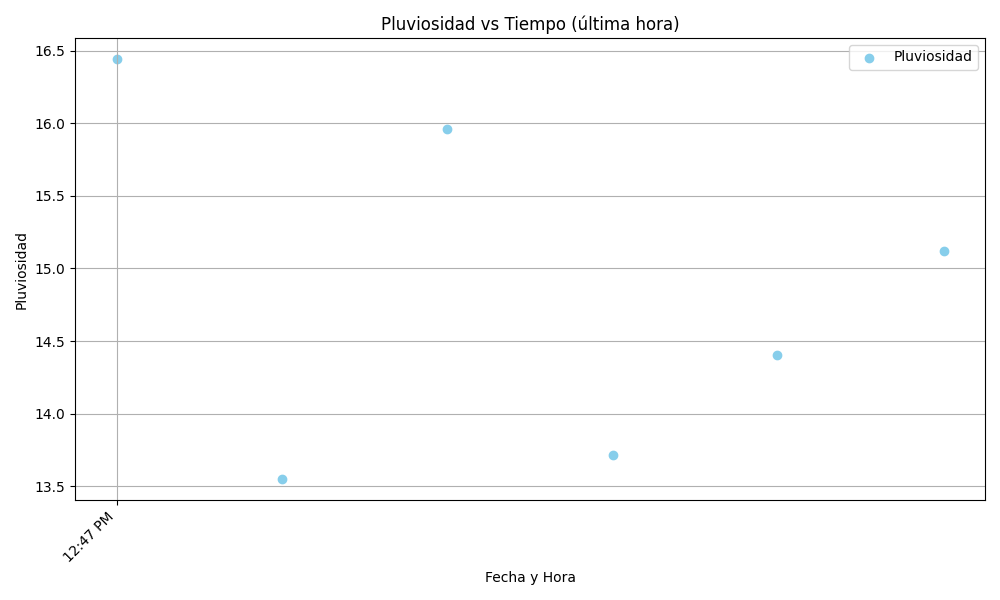 Pluviosidad vs Tiempo (última hora)
Pluviosidad
16.5
16.0
15.5
15.0
14.5
14.0
13.5
Pluviosidad
12:47 PM
Fecha y Hora